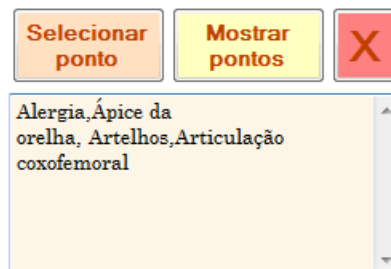 Selecionar
ponto
Mostrar
pontos
X
Alergia,Ápice da
orelha, Artelhos,Articulação
coxofemoral